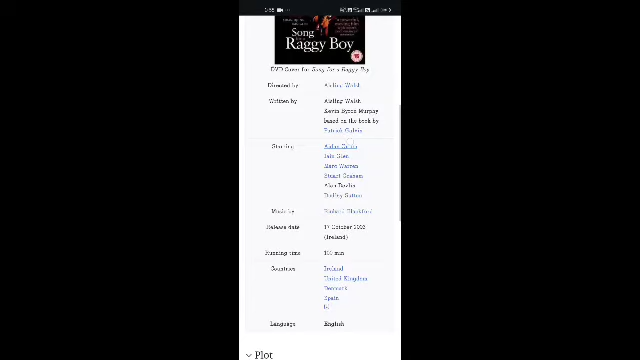 Song
Raggy Boy
DVD Cover for Song for a Raggy Boy
Directed by Aisling Walsh
Written by Aisling Walsh
Kevin Byron Murphy
based on the book by
Patrick Galvin
Starring Aidan Quinn
Iain Glen
Marc Warren
Stuart Graham
Alan Devlin
Dudley Sutton
Music by Richard Blackford
Release date
(Ireland)
Running time 100 min
Countries Ireland
United Kingdom
Denmark
Spain
Language English
Plot